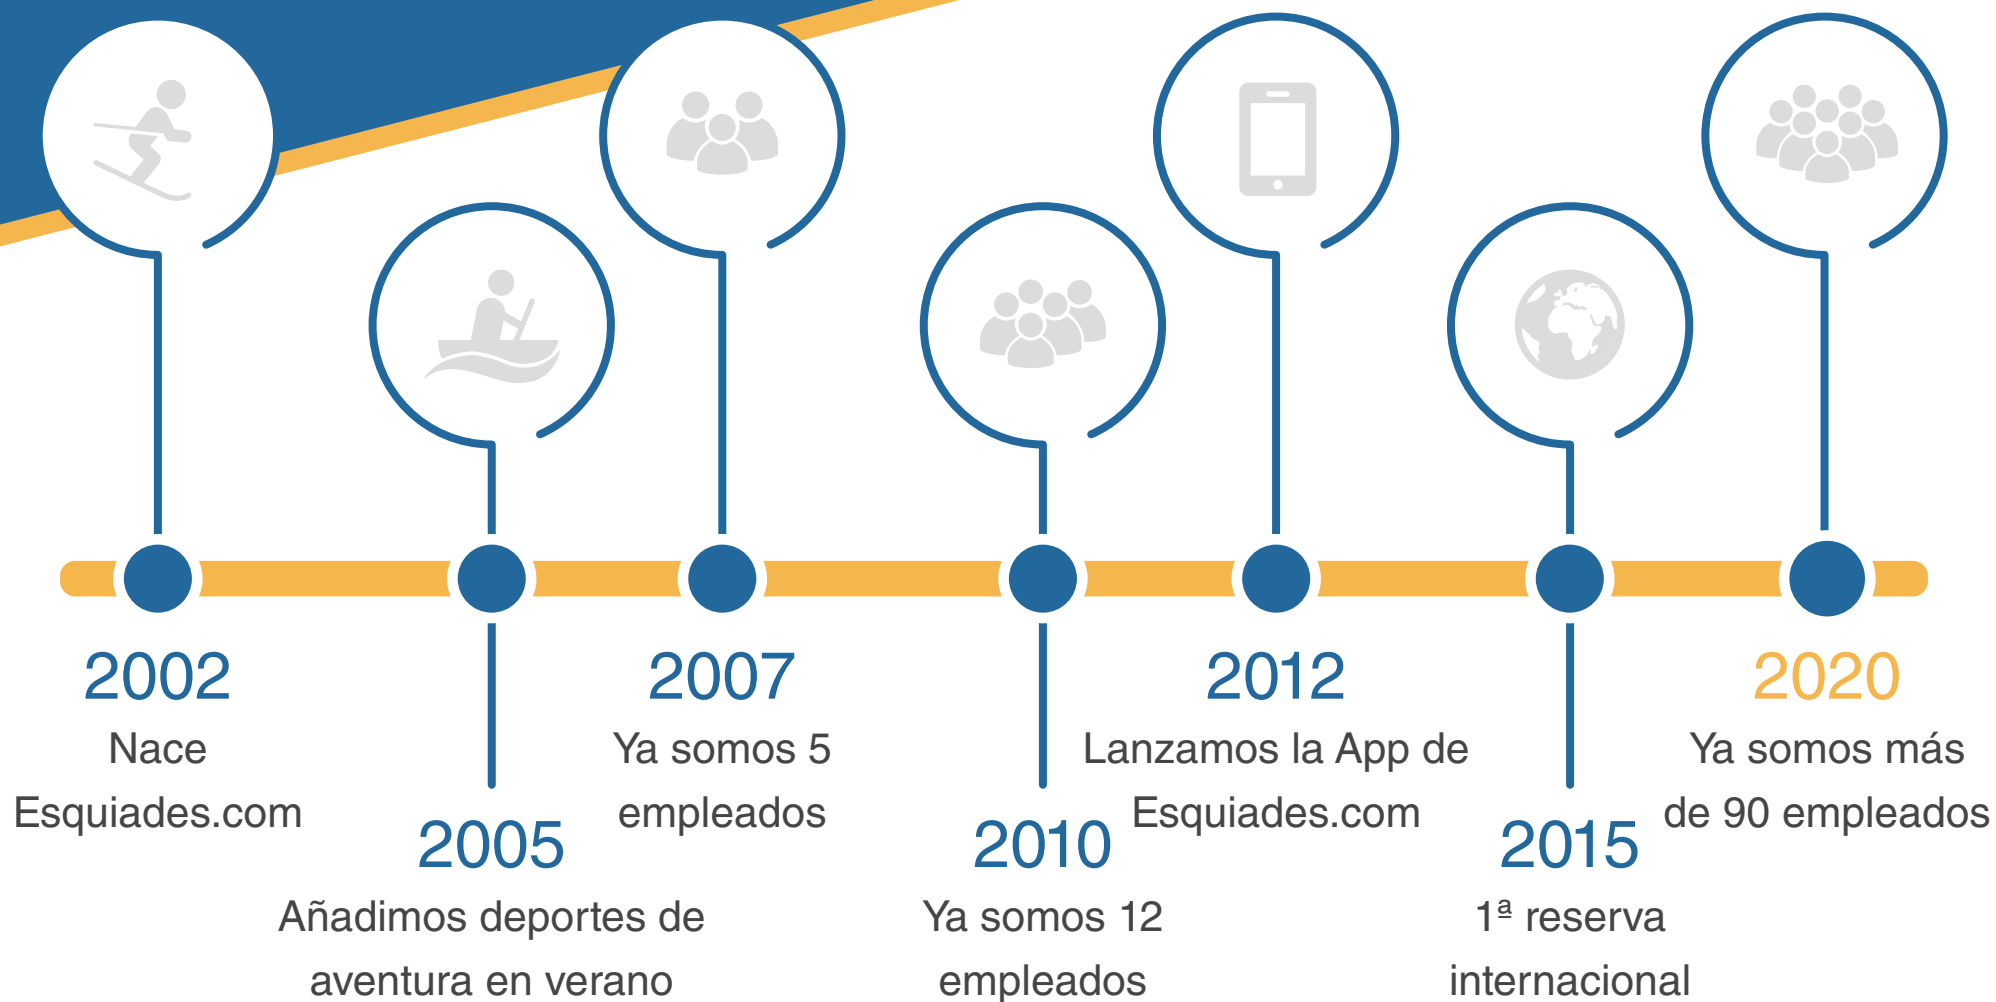 2002
Nace
Esquiades.com
2005
Añadimos deportes de
aventura en verano
2007
Ya somos 5
empleados
2010
Ya somos 12
empleados
2012
Lanzamos la App de
Esquiades.com
2015
1ª reserva
internacional
2020
Ya somos más
de 90 empleados